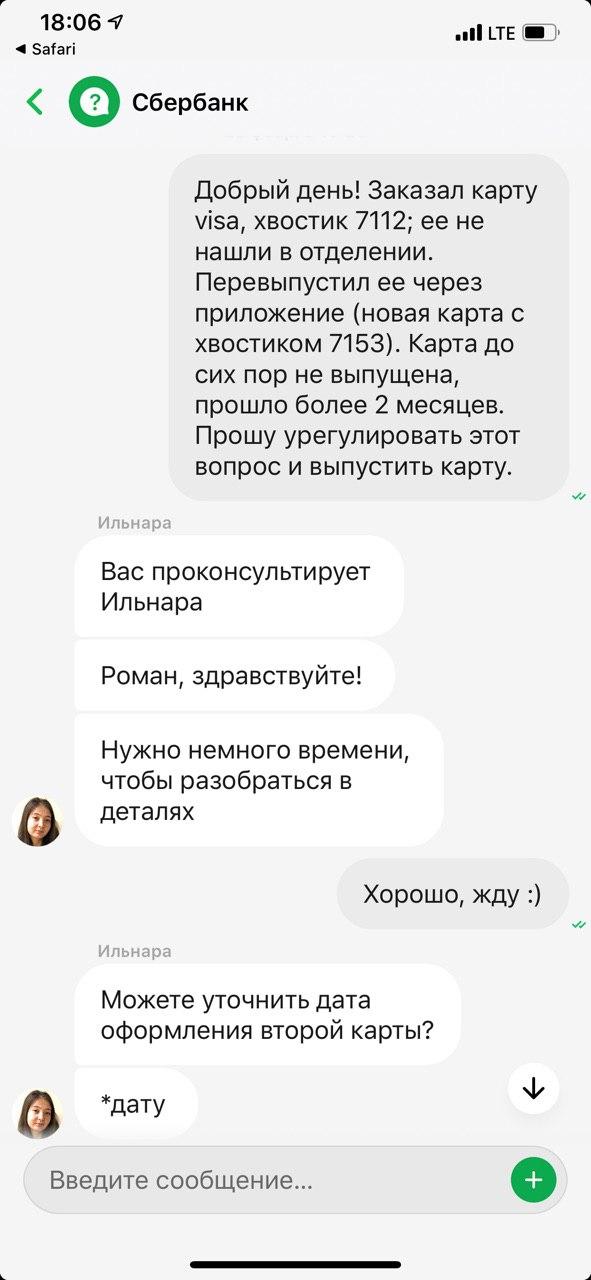 18:06
LTE
Safari
Сбербанк
Добрый день! Заказал карту
visa, хвостик 7112; ее не
нашли в отделении.
Перевыпустил ее через
приложение (новая карта с
хвостиком 7153). Карта до
сих пор не выпущена,
прошло более 2 месяцев.
Прошу урегулировать этот
вопрос и выпустить карту.
Ильнара
Вас проконсультирует
Ильнара
Роман, здравствуйте!
Нужно немного времени,
чтобы разобраться в
деталях
Хорошо, жду :)
Ильнара
Можете уточнить дата
оформления второй карты?
*дату
Введите сообщение...